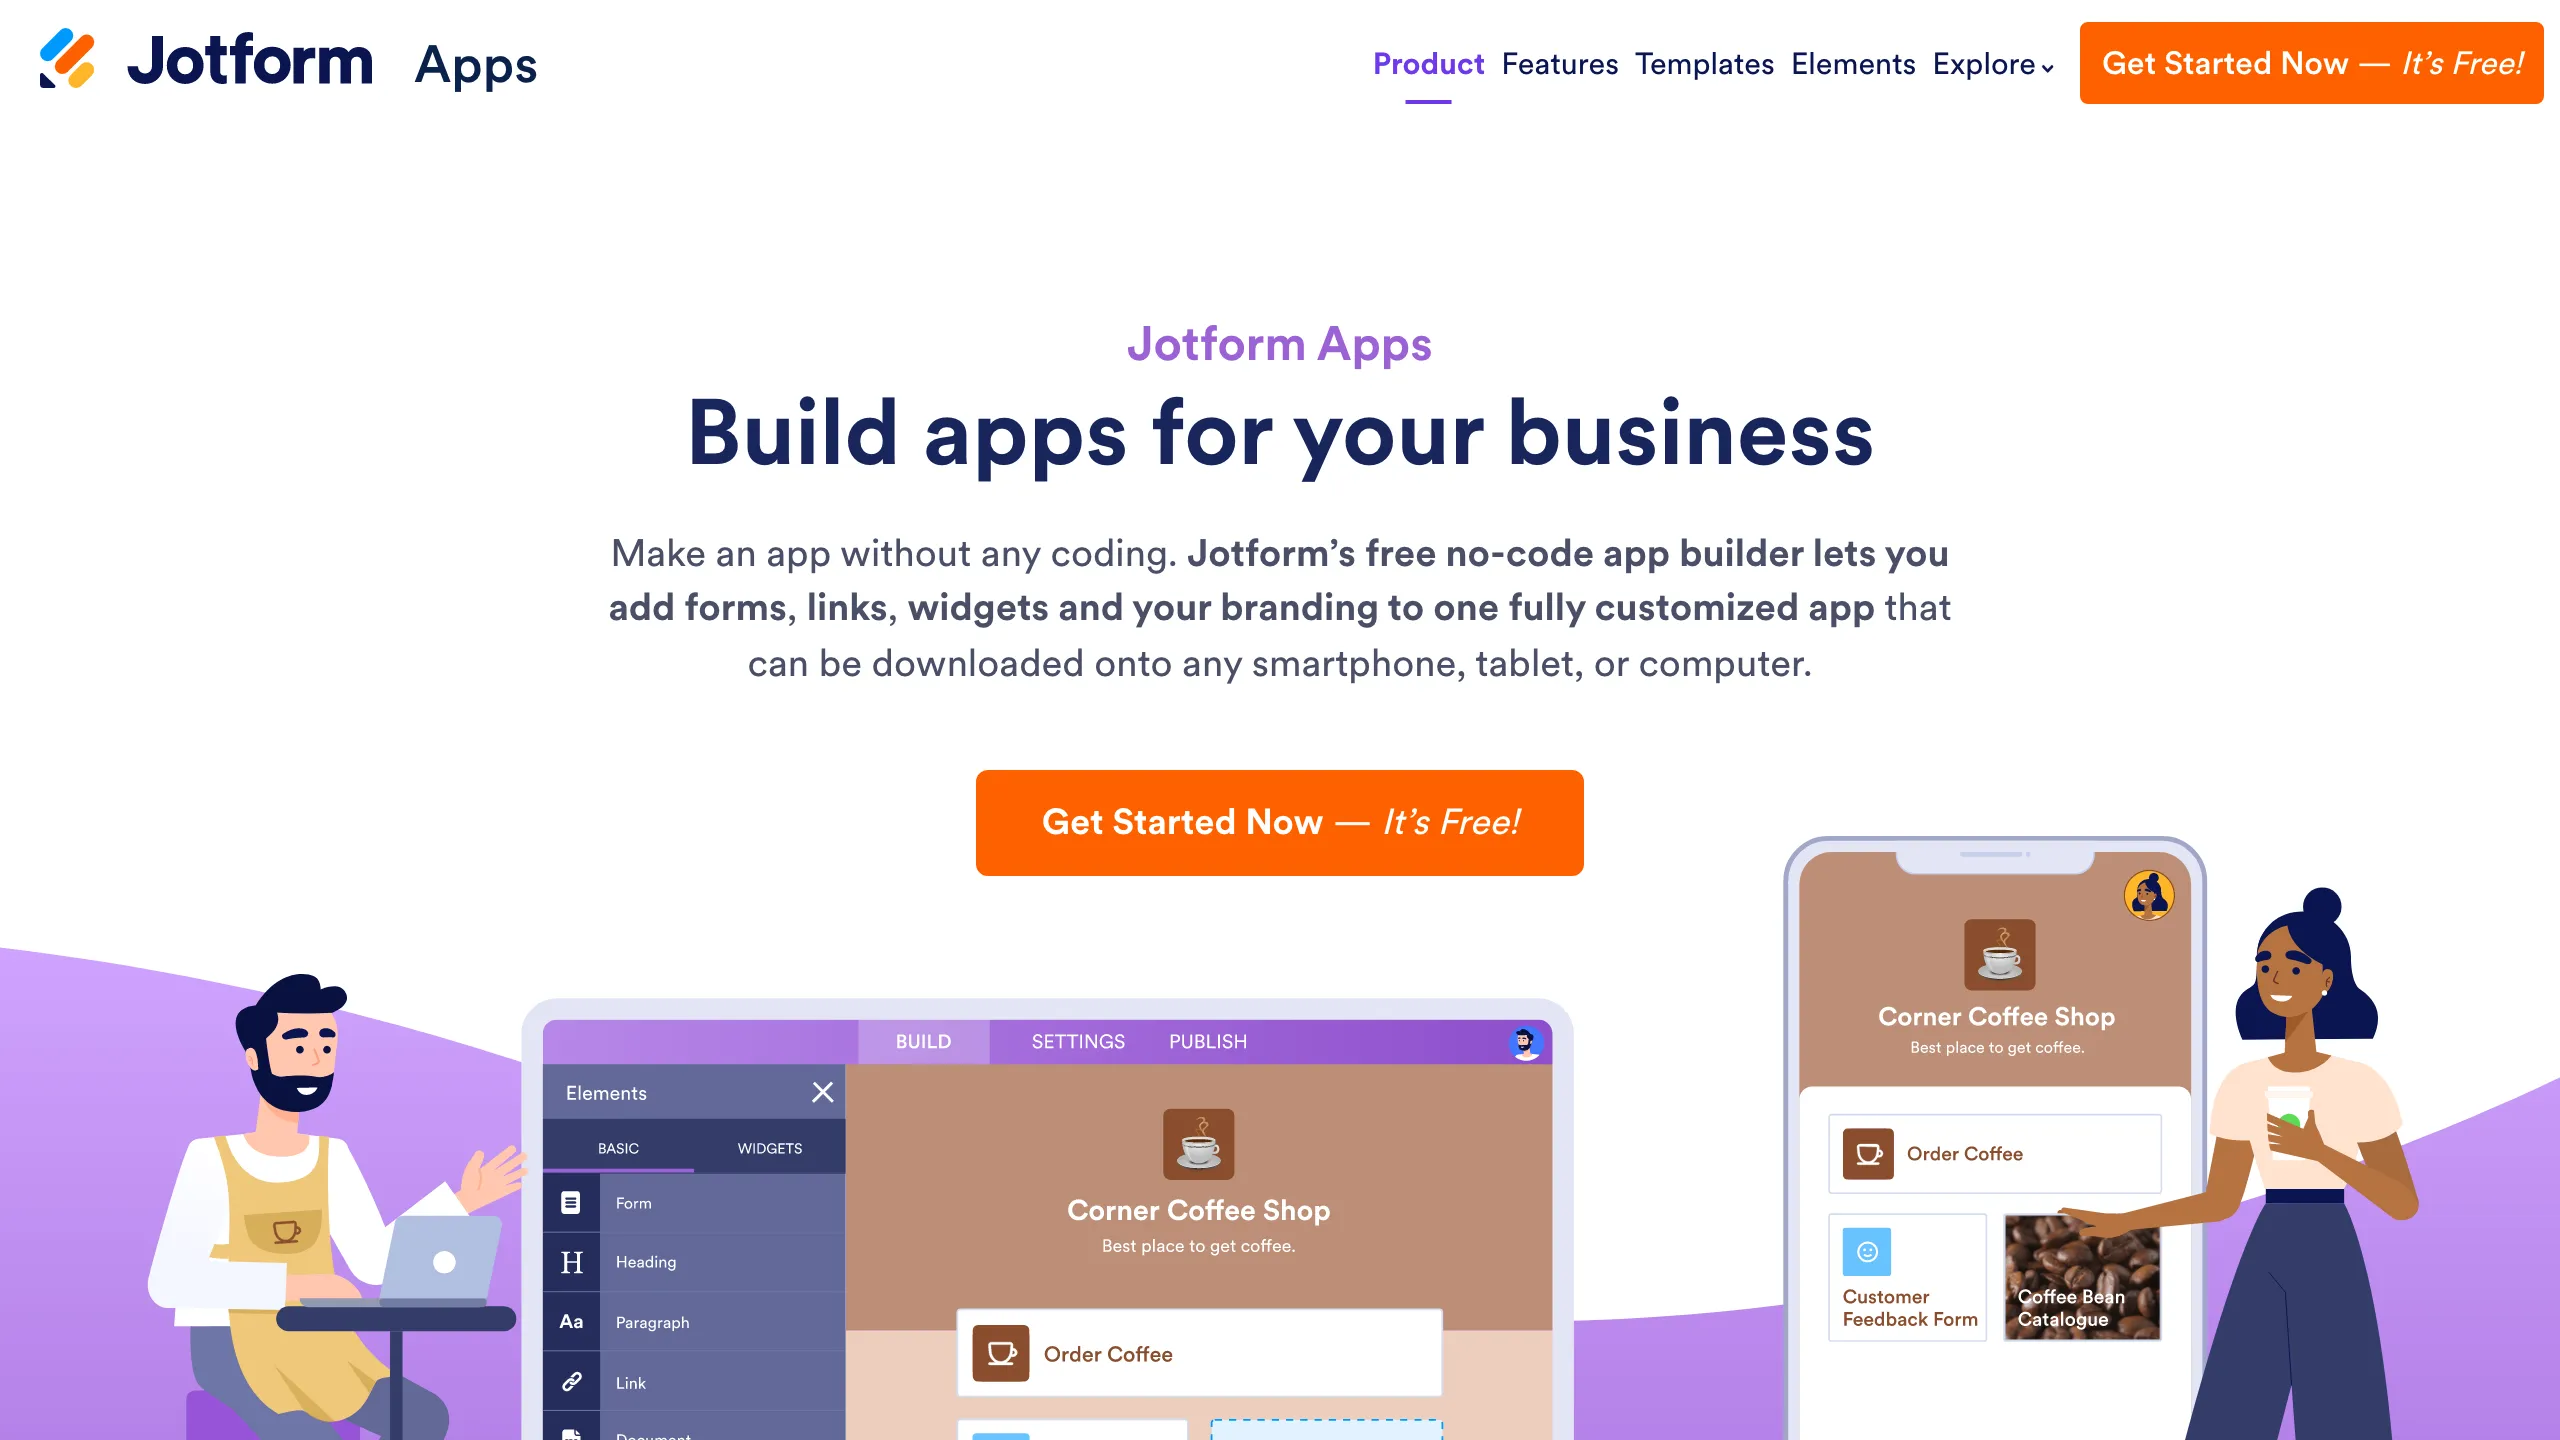 Jotform Apps
Product Features Templates Elements Explore
Get Started Now — It's Free!
Jotform Apps
Build apps for your business
Make an app without any coding. Jotform’s free no-code app builder lets you
add forms, links, widgets and your branding to one fully customized app that
can be downloaded onto any smartphone, tablet, or computer.
Get Started Now — It's Free!
BUILD SETTINGS PUBLISH
Elements
BASIC WIDGETS
Form
H Heading
Aa Paragraph
Link
Document
Corner Coffee Shop
Best place to get coffee.
Order Coffee
Corner Coffee Shop
Best place to get coffee.
Order Coffee
Customer
Feedback Form
Coffee Bean
Catalogue